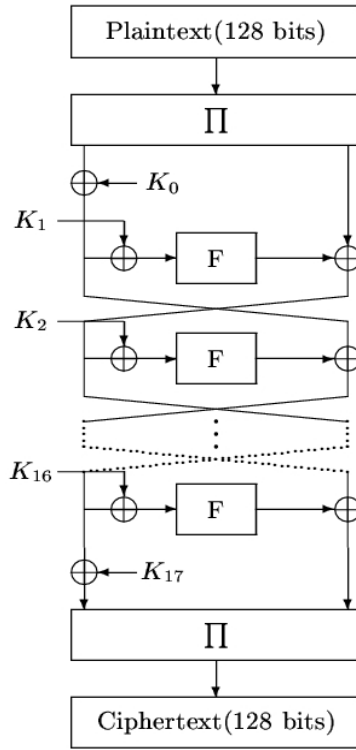 Plaintext(128 bits)
∏
K₀
K₁
F
K₂
F
K₁₆
F
K₁₇
∏
Ciphertext(128 bits)